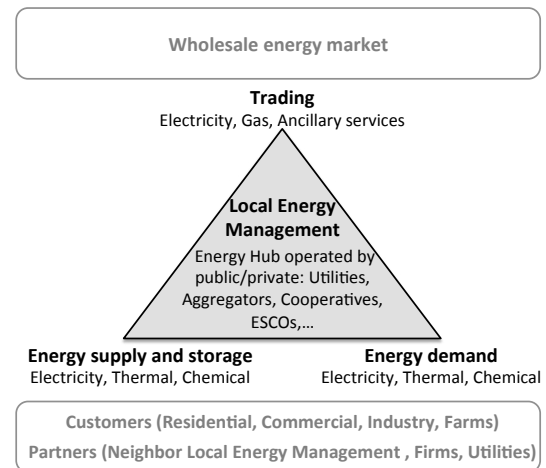 Wholesale energy market
Trading
Electricity, Gas, Ancillary services
Local Energy
Management
Energy Hub operated by
public/private: Utilities,
Aggregators, Cooperatives,
ESCOs,...
Energy supply and storage
Electricity, Thermal, Chemical
Energy demand
Electricity, Thermal, Chemical
Customers (Residential, Commercial, Industry, Farms)
Partners (Neighbor Local Energy Management , Firms, Utilities)